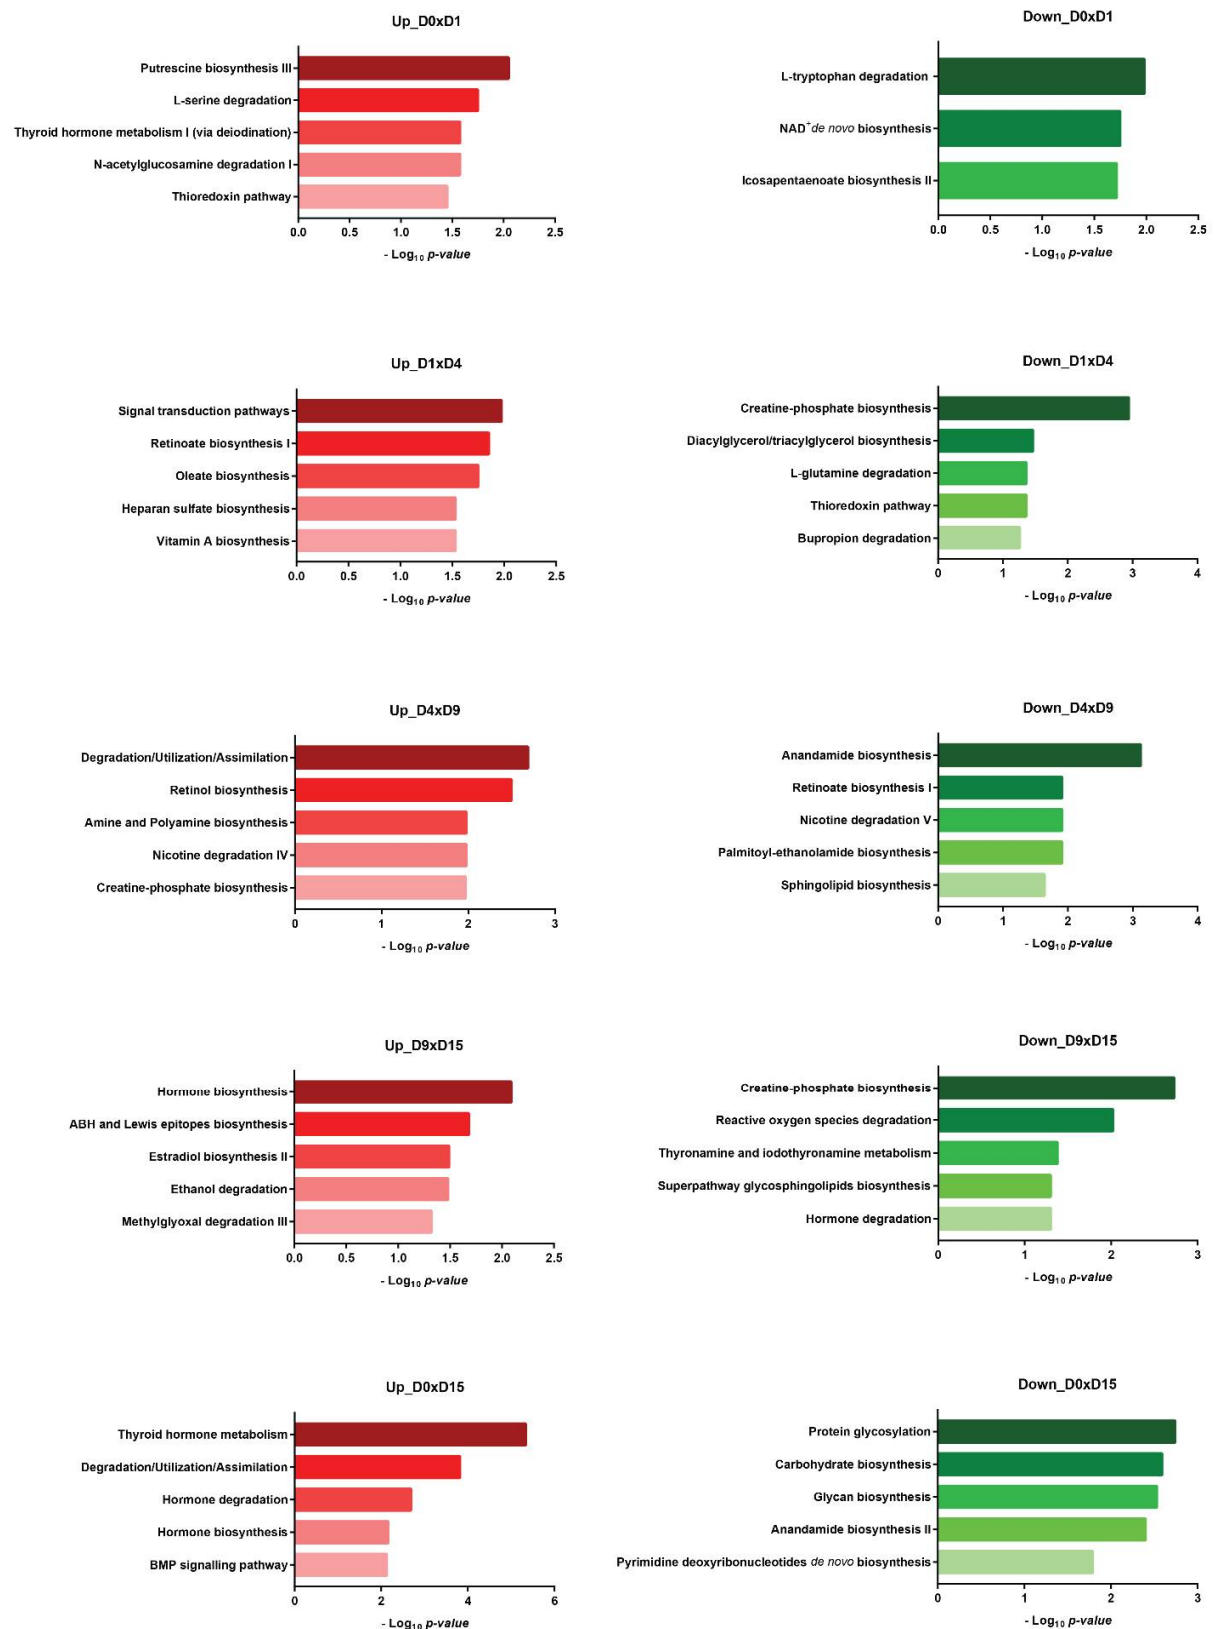 Up_D0xD1
Putrescine biosynthesis III
L-serine degradation
Thyroid hormone metabolism I (via deiodination)
N-acetylglucosamine degradation I
Thioredoxin pathway
0.0 0.5 1.0 1.5 2.0 2.5
- Log10 p-value
Down_D0xD1
L-tryptophan degradation
NAD+ de novo biosynthesis
Icosapentaenoate biosynthesis II
0.0 0.5 1.0 1.5 2.0 2.5
- Log10 p-value
Up_D1xD4
Signal transduction pathways
Retinoate biosynthesis I
Oleate biosynthesis
Heparan sulfate biosynthesis
Vitamin A biosynthesis
0.0 0.5 1.0 1.5 2.0 2.5
- Log10 p-value
Down_D1xD4
Creatine-phosphate biosynthesis
Diacylglycerol/triacylglycerol biosynthesis
L-glutamine degradation
Thioredoxin pathway
Bupropion degradation
0 1 2 3 4
- Log10 p-value
Up_D4xD9
Degradation/Utilization/Assimilation
Retinol biosynthesis
Amine and Polyamine biosynthesis
Nicotine degradation IV
Creatine-phosphate biosynthesis
0 1 2 3
- Log10 p-value
Down_D4xD9
Anandamide biosynthesis
Retinoate biosynthesis I
Nicotine degradation V
Palmitoyl-ethanolamide biosynthesis
Sphingolipid biosynthesis
0 1 2 3 4
- Log10 p-value
Up_D9xD15
Hormone biosynthesis
ABH and Lewis epitopes biosynthesis
Estradiol biosynthesis II
Ethanol degradation
Methylglyoxal degradation III
0.0 0.5 1.0 1.5 2.0 2.5
- Log10 p-value
Down_D9xD15
Creatine-phosphate biosynthesis
Reactive oxygen species degradation
Thyronamine and iodothyronamine metabolism
Superpathway glycosphingolipids biosynthesis
Hormone degradation
0 1 2 3
- Log10 p-value
Up_D0xD15
Thyroid hormone metabolism
Degradation/Utilization/Assimilation
Hormone degradation
Hormone biosynthesis
BMP signalling pathway
0 2 4 6
- Log10 p-value
Down_D0xD15
Protein glycosylation
Carbohydrate biosynthesis
Glycan biosynthesis
Anandamide biosynthesis II
Pyrimidine deoxyribonucleotides de novo biosynthesis
0 1 2 3
- Log10 p-value